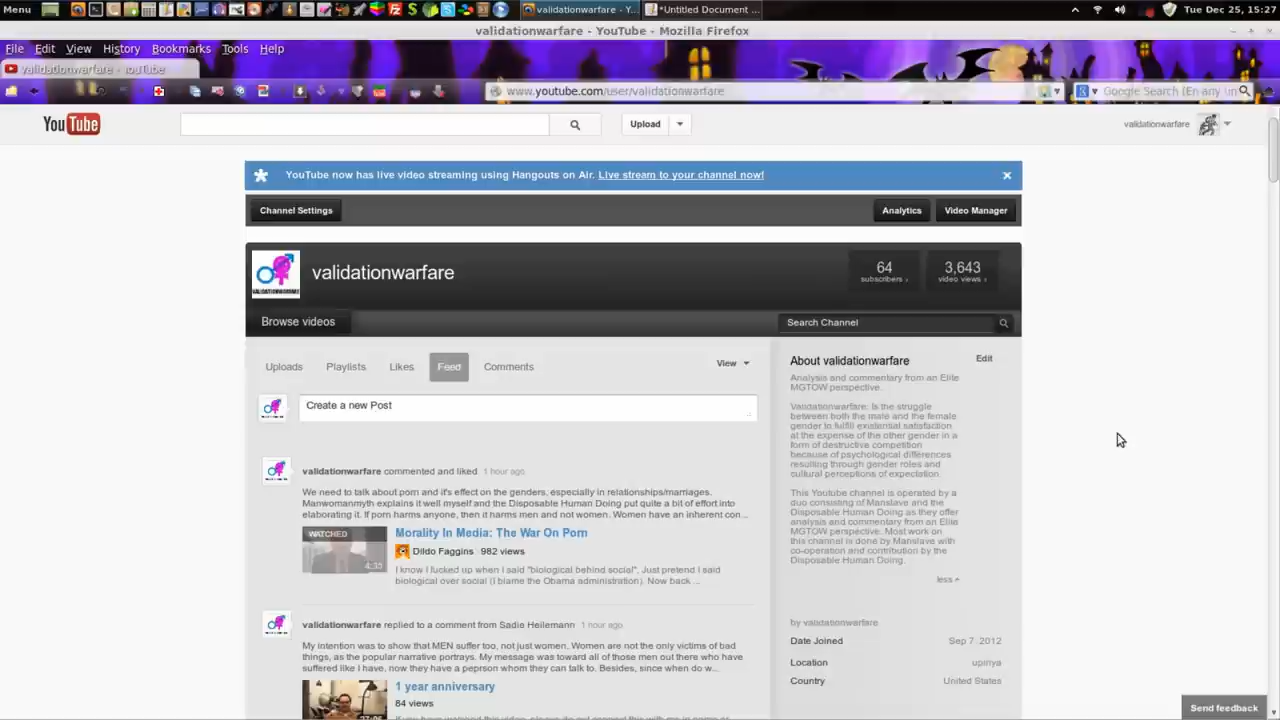 Menu
validationwarfare - Y...
*Untitled Document ...
Tue Dec 25, 15:27
validationwarfare - YouTube - Mozilla Firefox
File Edit View History Bookmarks Tools Help
validationwarfare - YouTube
www.youtube.com/user/validationwarfare
Google Search (En any un
YouTube
Upload
validationwarfare
YouTube now has live video streaming using Hangouts on Air. Live stream to your channel now!
Channel Settings
Analytics
Video Manager
validationwarfare
64
subscribers ›
3,643
video views ›
Browse videos
Search Channel
Uploads
Playlists
Likes
Feed
Comments
View
Create a new Post
validationwarfare commented and liked 1 hour ago
We need to talk about porn and it's effect on the genders, especially in relationships/marriages.
Manwomanmyth explains it well myself and the Disposable Human Doing put quite a bit of effort into
elaborating it. If porn harms anyone, then it harms men and not women. Women have an inherent con...
WATCHED
4:35
Morality In Media: The War On Porn
Dildo Faggins 982 views
I know I fucked up when I said "biological behind social". Just pretend I said
biological over social (I blame the Obama administration). Now back ...
validationwarfare replied to a comment from Sadie Heilemann 1 hour ago
My intention was to show that MEN suffer too, not just women. Women are not the only victims of bad
things, as the popular narrative portrays. My message was toward all of those men out there who have
suffered like I have, now they have a peprson whom they can talk to. Besides, since when do w...
1 year anniversary
84 views
About validationwarfare
Edit
Analysis and commentary from an Elite
MGTOW perspective.
Validationwarfare: Is the struggle
between both the male and the female
gender to fulfill existential satisfaction
at the expense of the other gender in a
form of destructive competition
because of psychological differences
resulting through gender roles and
cultural perceptions of expectation.
This Youtube channel is operated by a
duo consisting of Manslave and the
Disposable Human Doing as they offer
analysis and commentary from an Elite
MGTOW perspective. Most work on
this channel is done by Manslave with
co-operation and contribution by the
Disposable Human Doing.
less
by validationwarfare
Date Joined Sep 7, 2012
Location upinya
Country United States
Send feedback